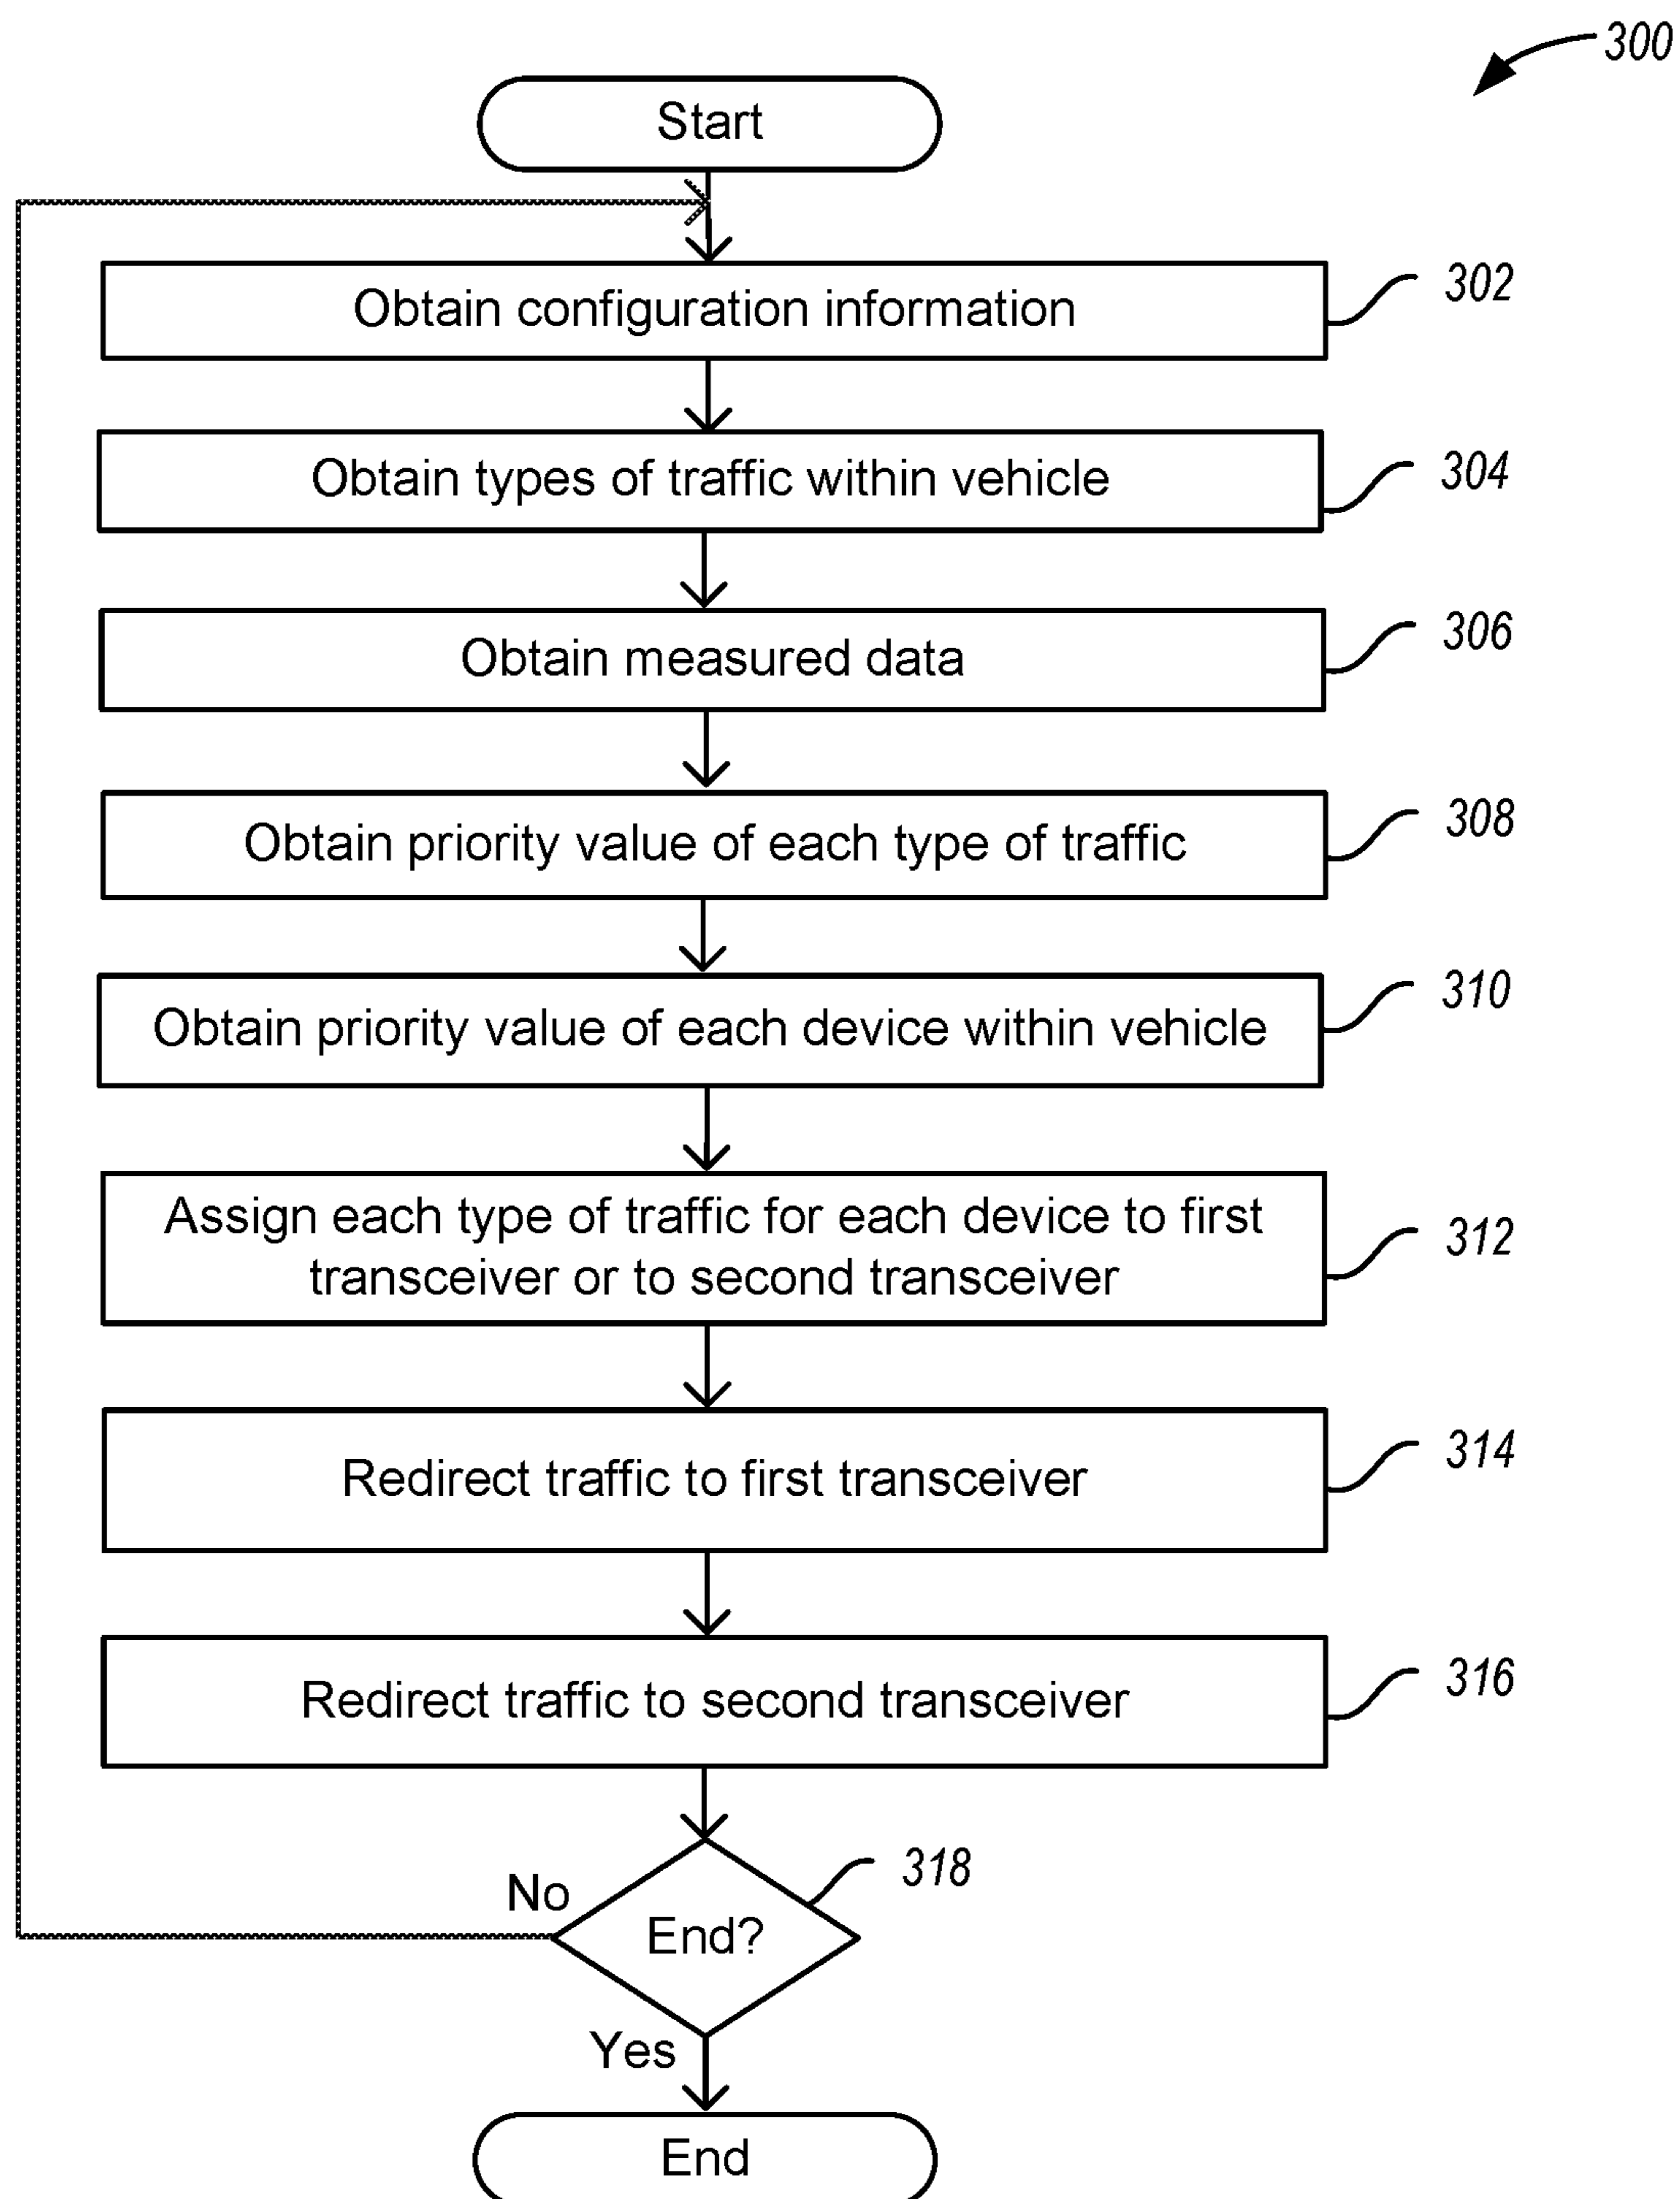 300
Start
Obtain configuration information
302
Obtain types of traffic within vehicle
304
Obtain measured data
306
Obtain priority value of each type of traffic
308
Obtain priority value of each device within vehicle
310
Assign each type of traffic for each device to first
transceiver or to second transceiver
312
Redirect traffic to first transceiver
314
Redirect traffic to second transceiver
316
318
No
End?
Yes
End